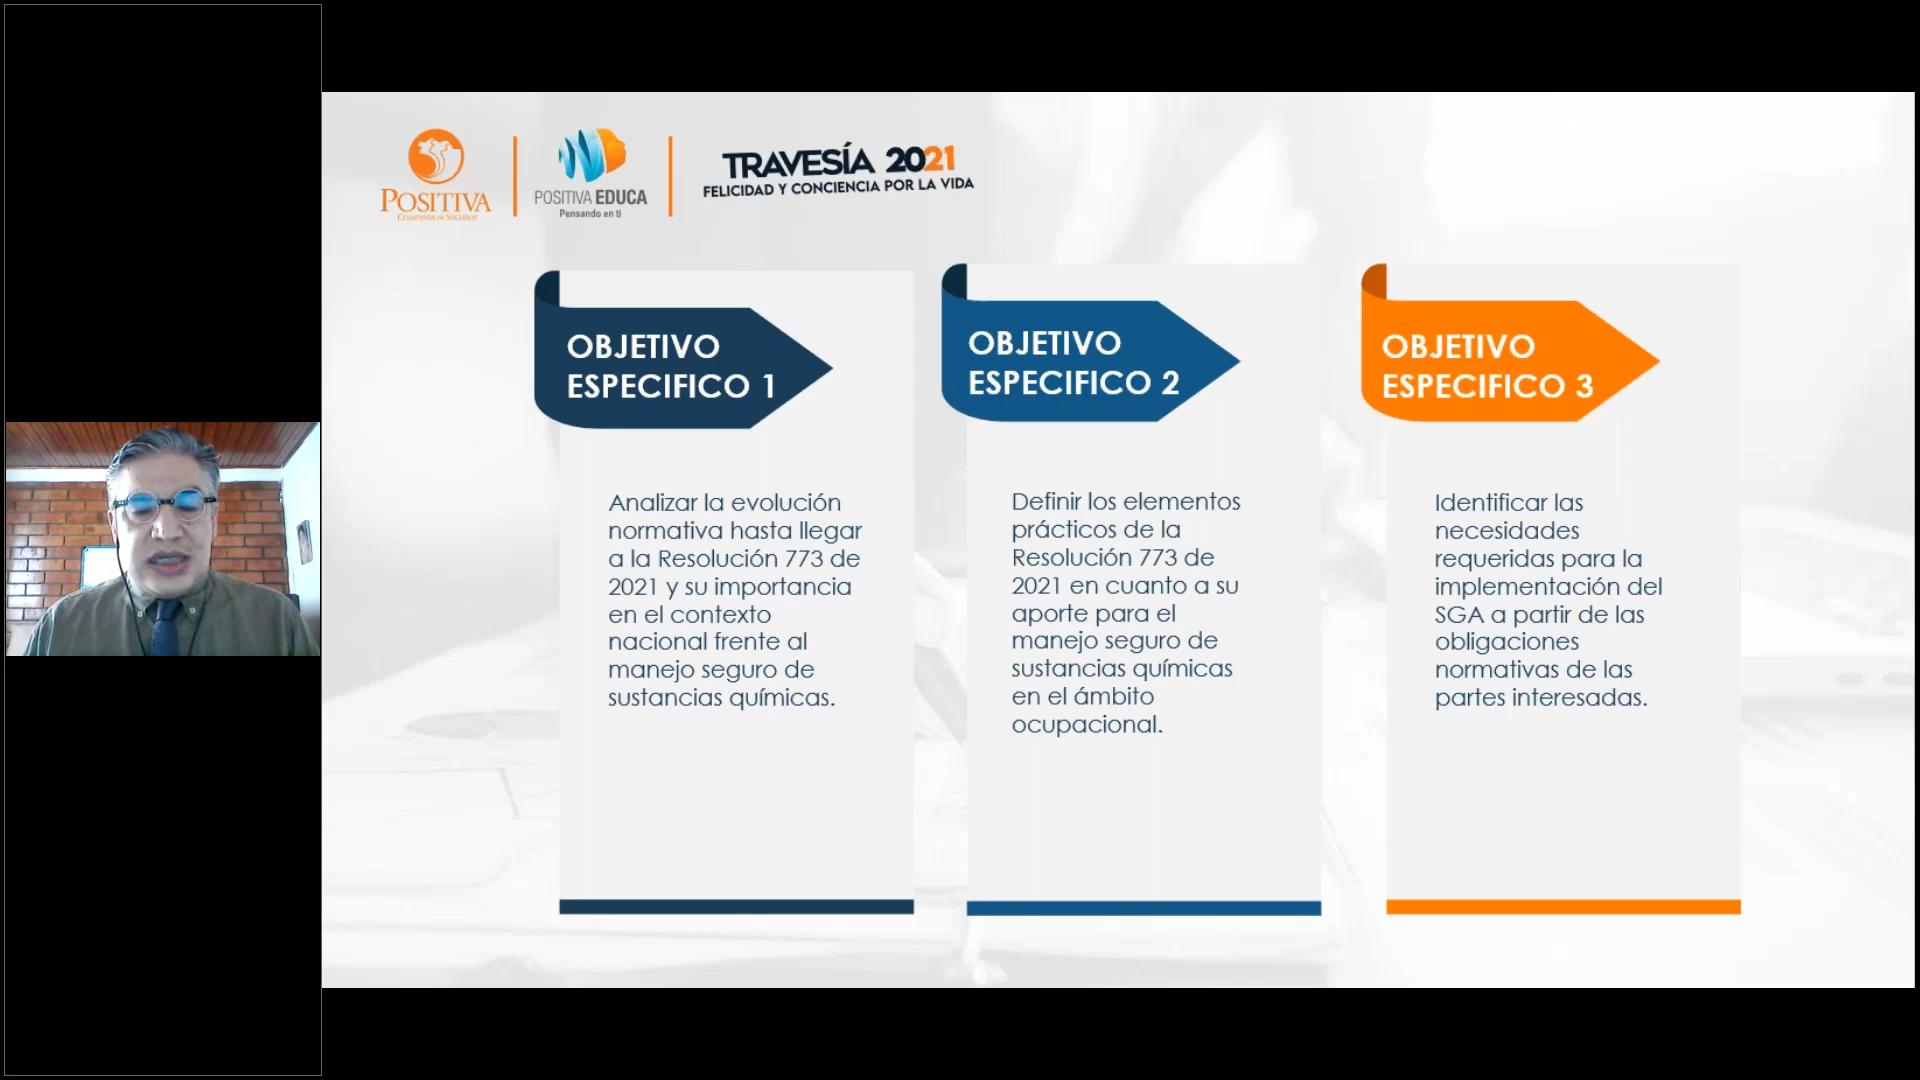 POSITIVA
COMPAÑÍA DE SEGUROS
POSITIVA EDUCA
Pensando en ti
TRAVESÍA 2021
FELICIDAD Y CONCIENCIA POR LA VIDA
OBJETIVO
ESPECIFICO 1
Analizar la evolución
normativa hasta llegar
a la Resolución 773 de
2021 y su importancia
en el contexto
nacional frente al
manejo seguro de
sustancias químicas.
OBJETIVO
ESPECIFICO 2
Definir los elementos
prácticos de la
Resolución 773 de
2021 en cuanto a su
aporte para el
manejo seguro de
sustancias químicas
en el ámbito
ocupacional.
OBJETIVO
ESPECIFICO 3
Identificar las
necesidades
requeridas para la
implementación del
SGA a partir de las
obligaciones
normativas de las
partes interesadas.